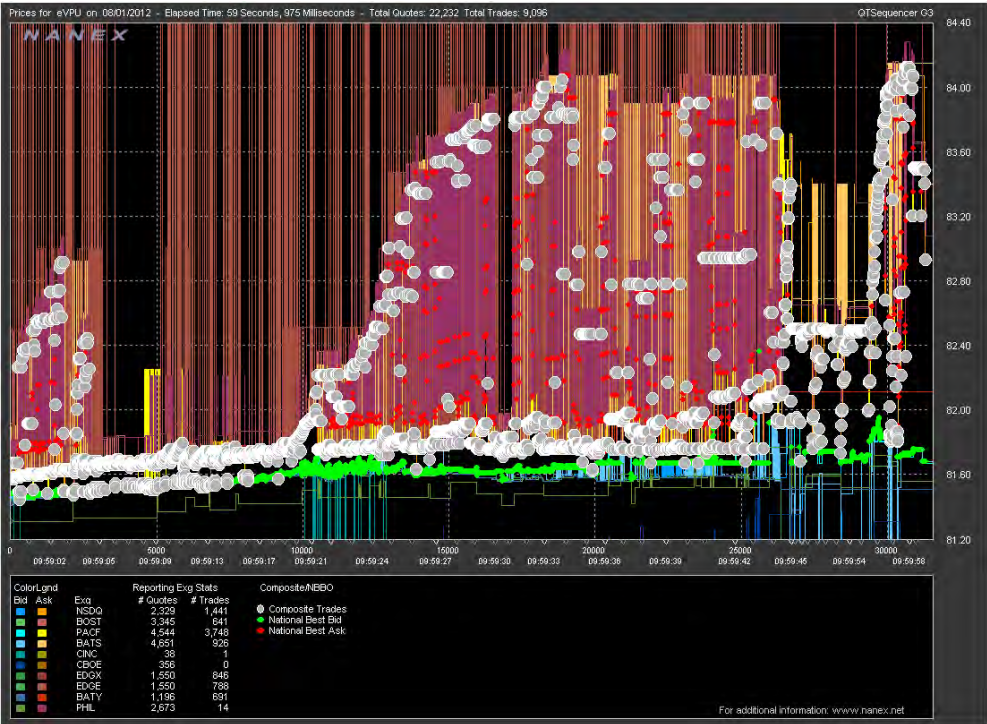 Prices for eVPU on 08/01/2012 - Elapsed Time: 59 Seconds, 975 Milliseconds - Total Quotes: 22,232 Total Trades: 9,096 QTSequencer G3
NANEX
84.40
84.00
83.60
83.20
82.80
82.40
82.00
81.60
81.20
0 5000 10000 15000 20000 25000 30000
09:59:02 09:59:05 09:59:09 09:59:13 09:59:17 09:59:21 09:59:24 09:59:27 09:59:30 09:59:33 09:59:36 09:59:39 09:59:42 09:59:45 09:59:54 09:59:58
ColorLgnd Reporting Exg Stats Composite/NBBO
Bid Ask Exg # Quotes # Trades
NSDQ 2,329 1,441
BOST 3,345 641
PACF 4,544 3,748
BATS 4,651 926
CINC 38 1
CBOE 356 0
EDGX 1,550 846
EDGE 1,550 788
BATY 1,196 691
PHIL 2,673 14
Composite Trades
National Best Bid
National Best Ask
For additional information: www.nanex.net